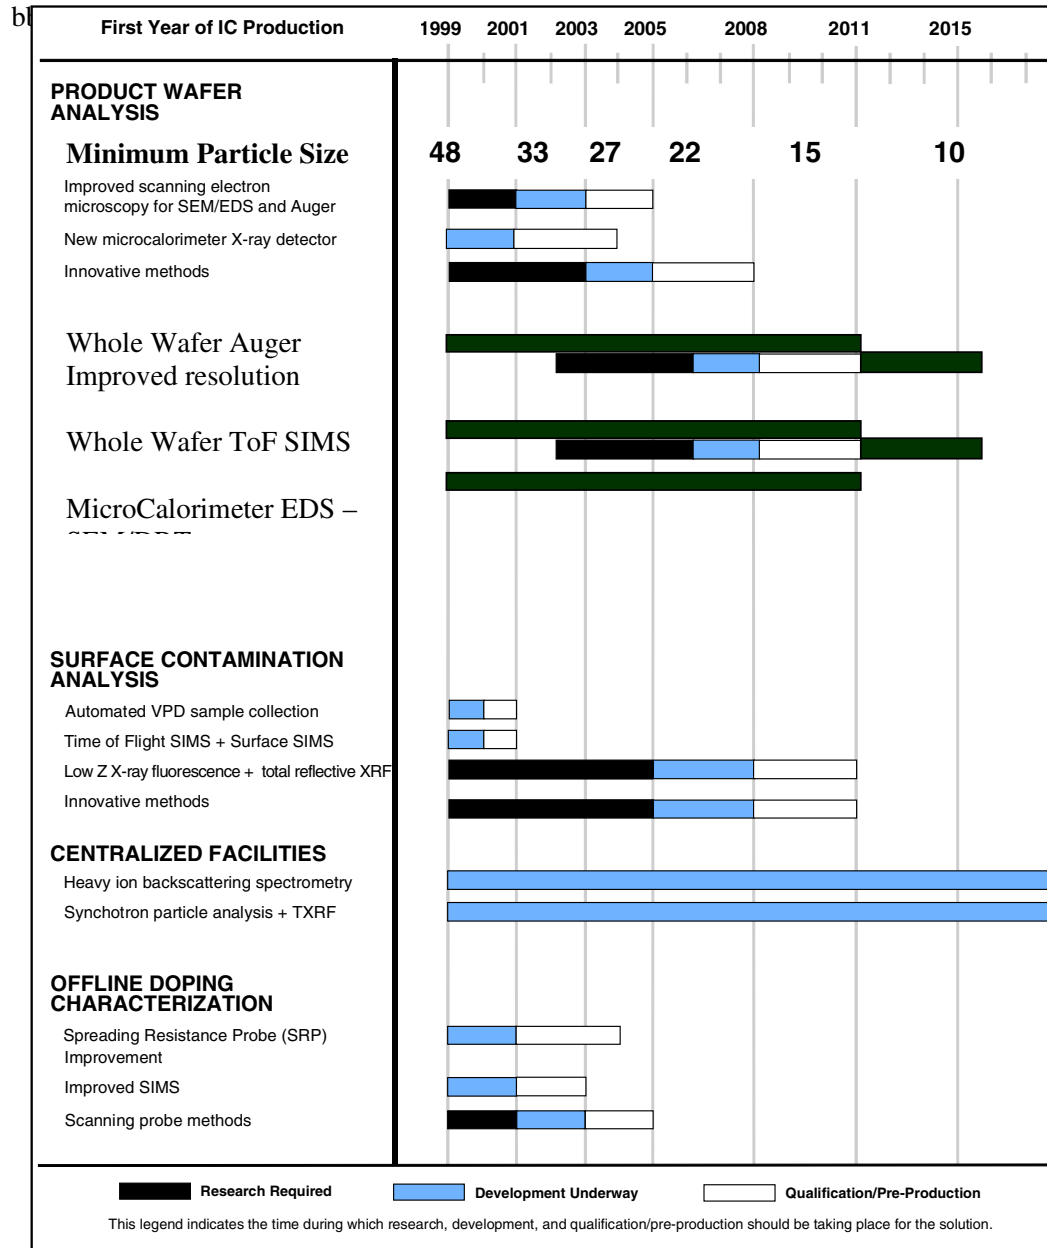 First Year of IC Production 1999 2001 2003 2005 2008 2011 2015
PRODUCT WAFER
ANALYSIS
Minimum Particle Size 48 33 27 22 15 10
Improved scanning electron
microscopy for SEM/EDS and Auger
New microcalorimeter X-ray detector
Innovative methods
Whole Wafer Auger
Improved resolution
Whole Wafer ToF SIMS
MicroCalorimeter EDS –
SURFACE CONTAMINATION
ANALYSIS
Automated VPD sample collection
Time of Flight SIMS + Surface SIMS
Low Z X-ray fluorescence + total reflective XRF
Innovative methods
CENTRALIZED FACILITIES
Heavy ion backscattering spectrometry
Synchotron particle analysis + TXRF
OFFLINE DOPING
CHARACTERIZATION
Spreading Resistance Probe (SRP)
Improvement
Improved SIMS
Scanning probe methods
Research Required Development Underway Qualification/Pre-Production
This legend indicates the time during which research, development, and qualification/pre-production should be taking place for the solution.